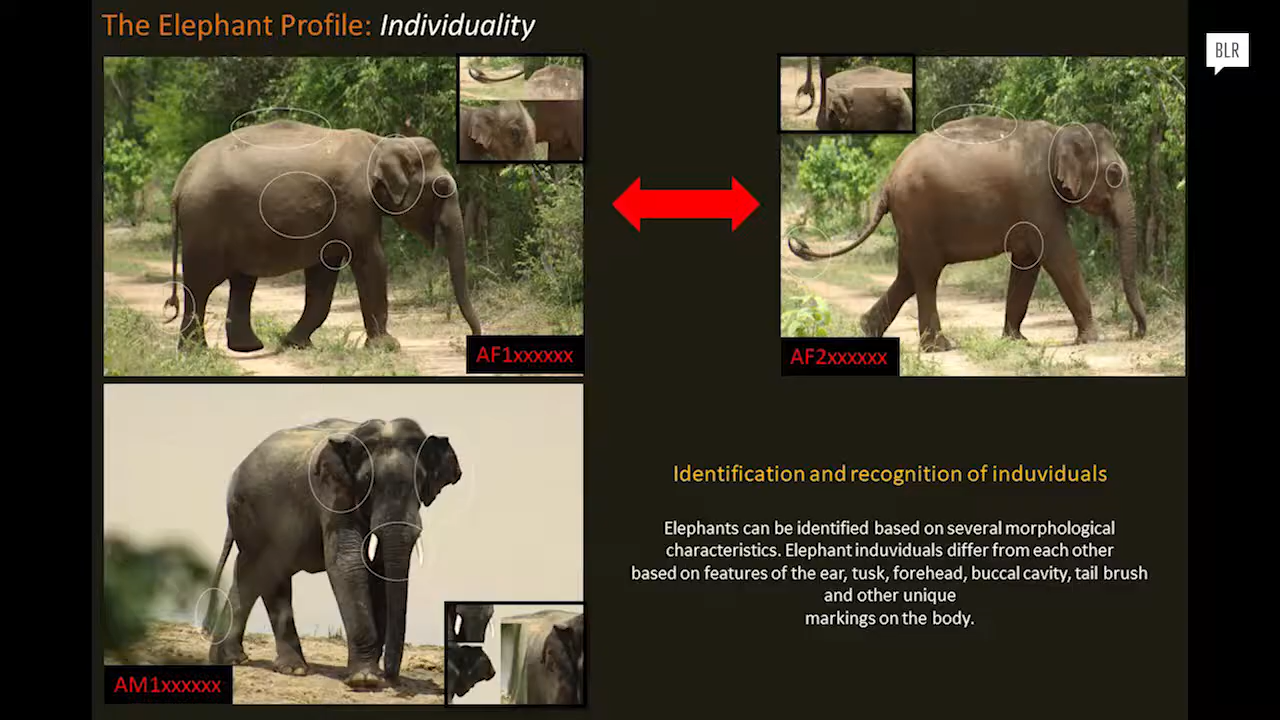 The Elephant Profile: Individuality
BLR
AF1xxxxxx
AF2xxxxxx
AM1xxxxxx
Identification and recognition of induviduals
Elephants can be identified based on several morphological
characteristics. Elephant induviduals differ from each other
based on features of the ear, tusk, forehead, buccal cavity, tail brush
and other unique
markings on the body.